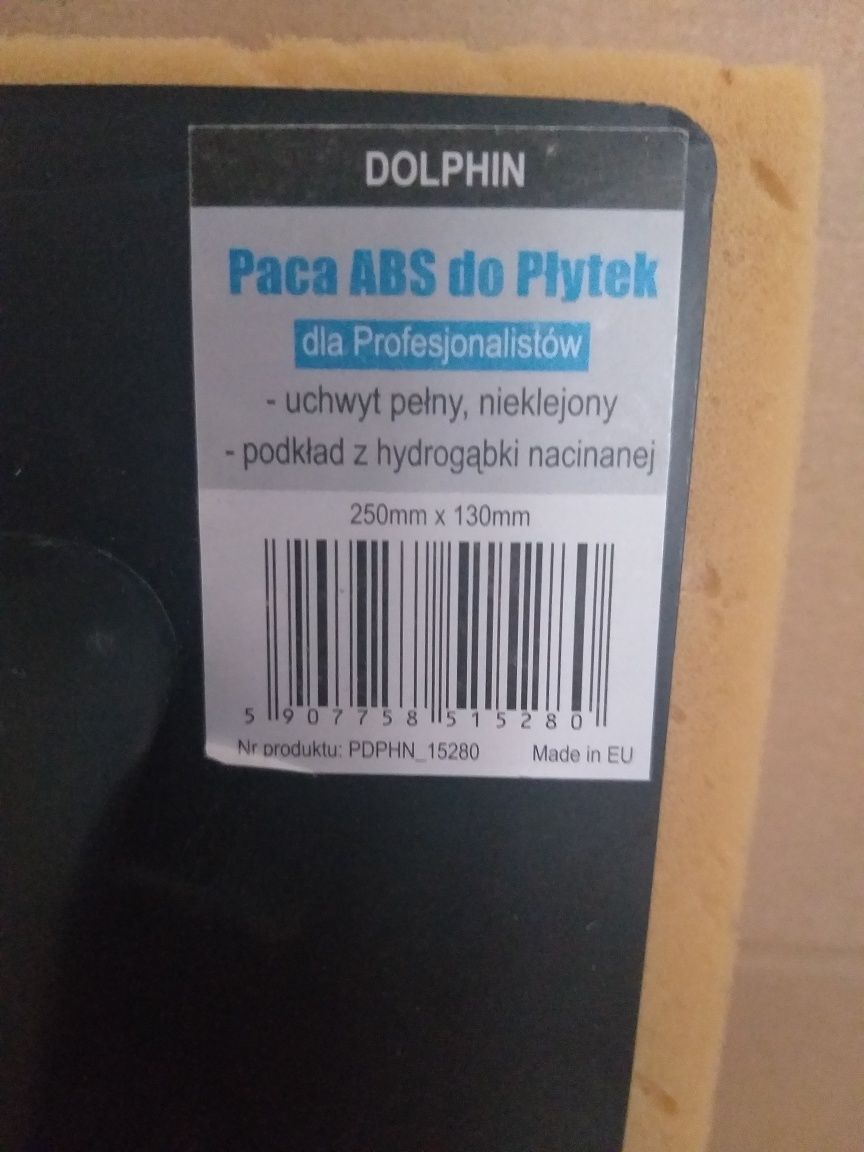 DOLPHIN
Paca ABS do Płytek
dla Profesjonalistów
- uchwyt pełny, nieklejony
- podkład z hydrogąbki nacinanej
250mm x 130mm
5 907758 515280
Nr produktu: PDPHN_15280 Made in EU